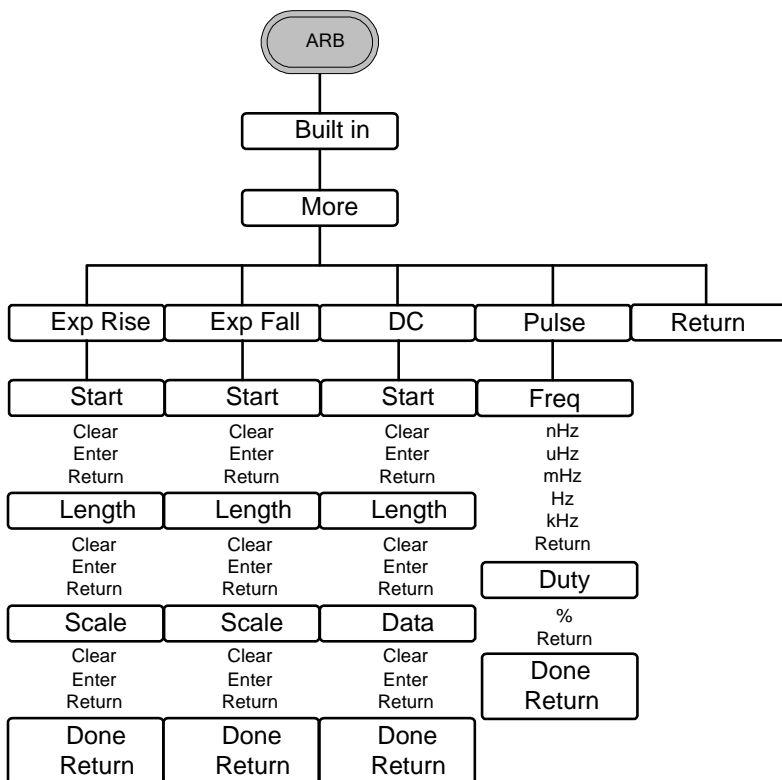 ARB
Built in
More
Exp Rise
Exp Fall
DC
Pulse
Return
Start
Clear
Enter
Return
Length
Clear
Enter
Return
Scale
Clear
Enter
Return
Done
Return
Start
Clear
Enter
Return
Length
Clear
Enter
Return
Scale
Clear
Enter
Return
Done
Return
Start
Clear
Enter
Return
Length
Clear
Enter
Return
Data
Clear
Enter
Return
Done
Return
Freq
nHz
uHz
mHz
Hz
kHz
Return
Duty
%
Return
Done
Return